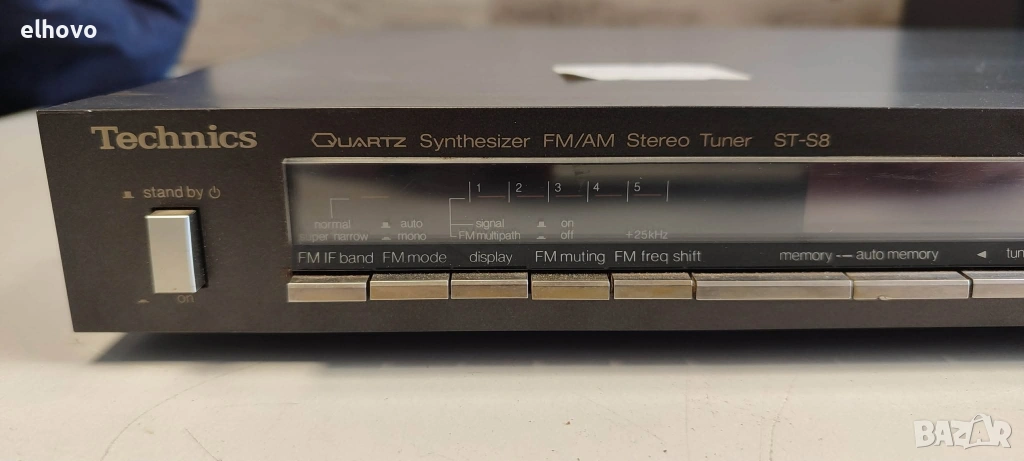 elhovo
Technics
QUARTZ Synthesizer FM/AM Stereo Tuner ST-S8
stand by
on
1 2 3 4 5
normal auto signal on
super narrow mono FM multipath off +25kHz
FM IF band FM mode display FM muting FM freq shift memory --- auto memory
BAZAR